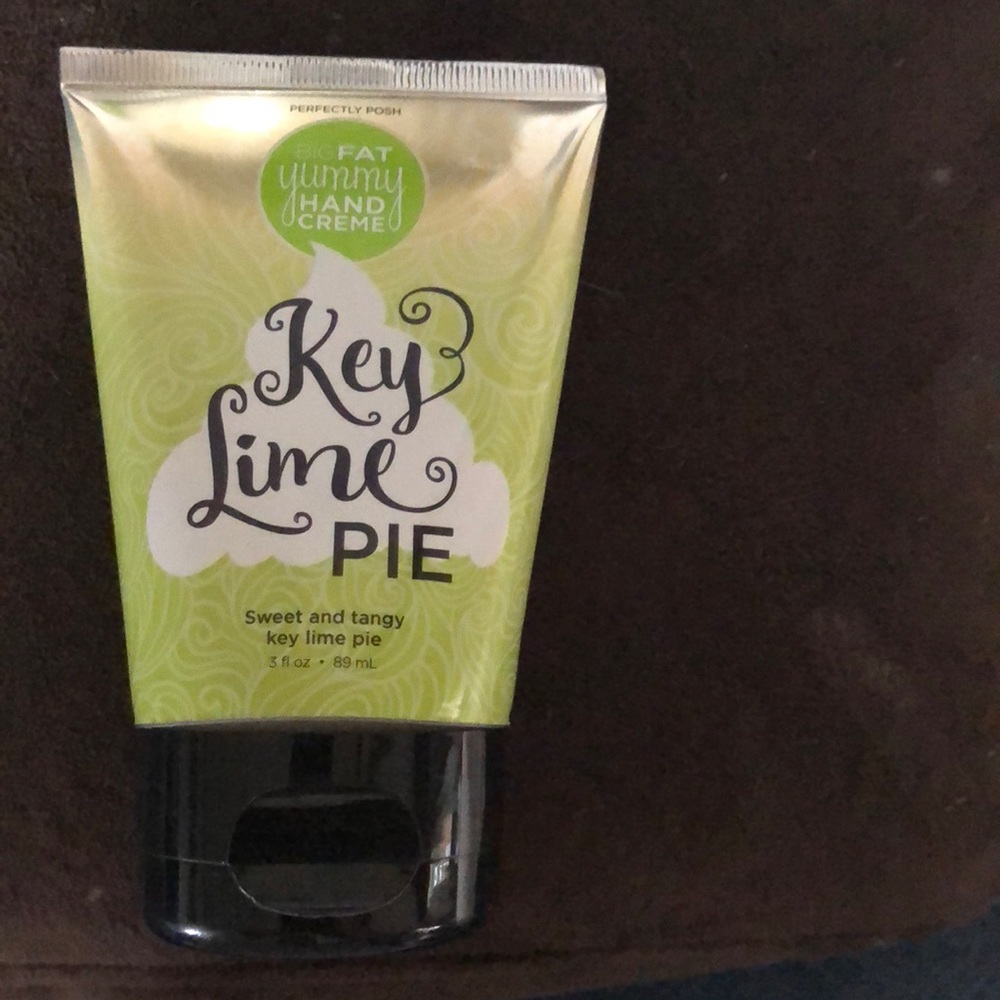 PERFECTLY POSH
BIG FAT
yummy
HAND
CREME
Key
Lime
PIE
Sweet and tangy
key lime pie
3 fl oz • 89 mL